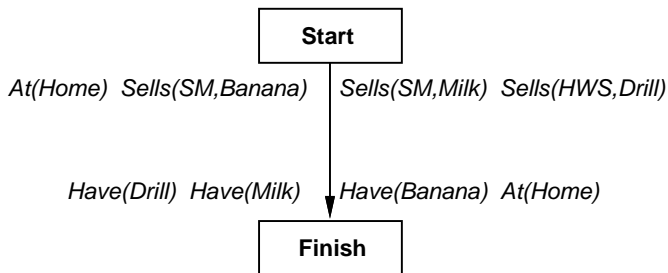 Start
At(Home) Sells(SM,Banana) Sells(SM,Milk) Sells(HWS,Drill)
Have(Drill) Have(Milk) Have(Banana) At(Home)
Finish